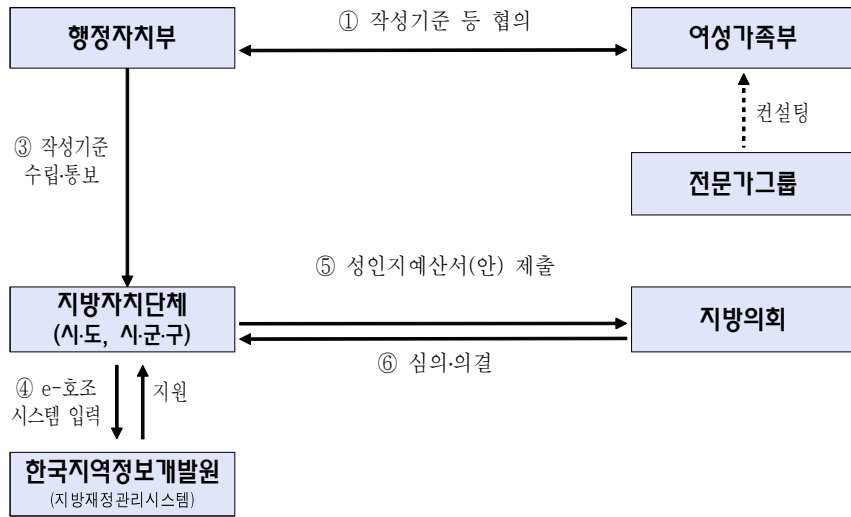 행정자치부
① 작성기준 등 협의
여성가족부
컨설팅
③ 작성기준
수립·통보
전문가그룹
⑤ 성인지예산서(안) 제출
지방자치단체
(시·도, 시·군·구)
지방의회
⑥ 심의·의결
④ e-호조
시스템 입력
지원
한국지역정보개발원
(지방재정관리시스템)